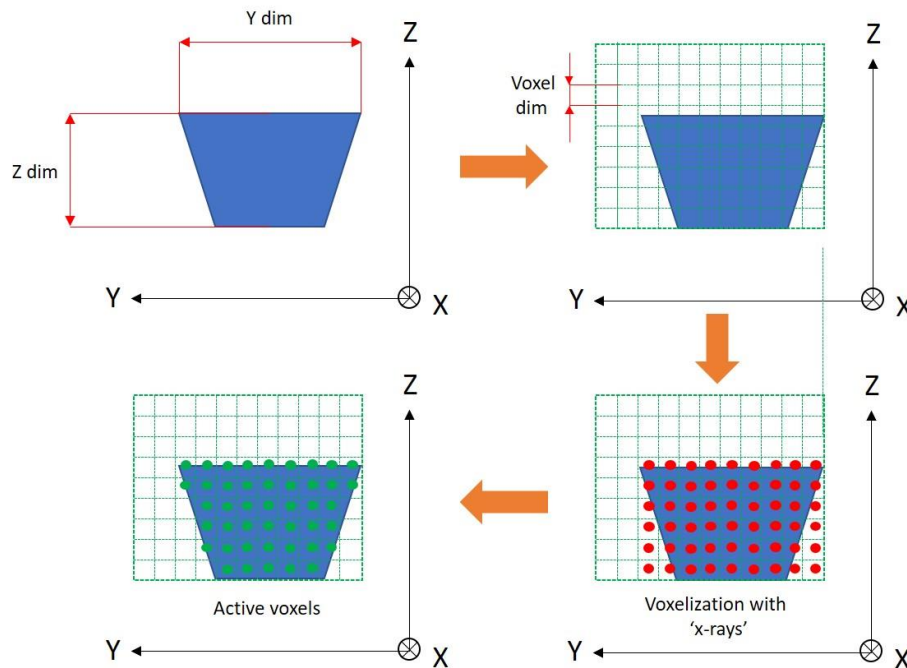 Y dim
Z
Z dim
Y
X
Z
Voxel
dim
Y
X
Z
Active voxels
Y
X
Z
Voxelization with
‘x-rays’
Y
X